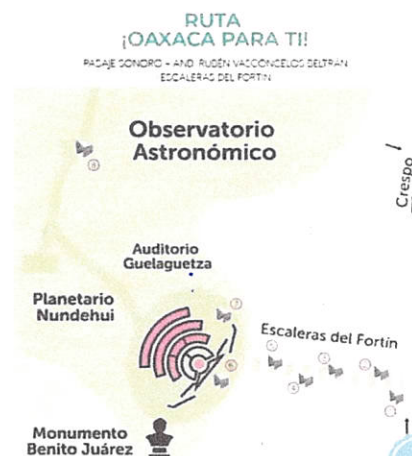 RUTA
¡OAXACA PARA TI!
PASAJE SONORO - AND. RUBÉN VASCONCELOS BELTRÁN
ESCALERAS DEL FORTÍN
Observatorio
Astronómico
Crespo
Auditorio
Guelaguetza
Planetario
Nundehui
Escaleras del Fortín
Monumento
Benito Juárez